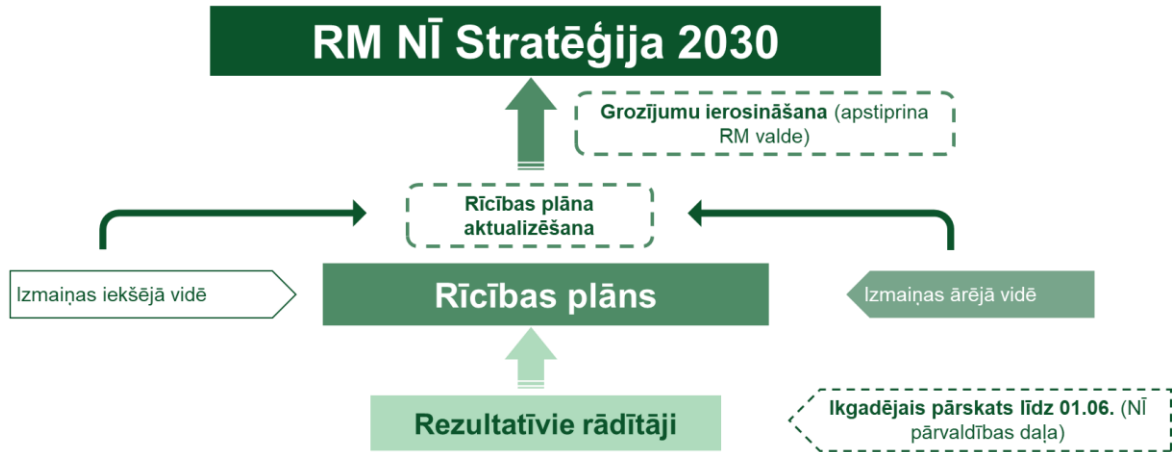 RM NĪ Stratēģija 2030
Grozījumu ierosināšana (apstiprina
RM valde)
Rīcības plāna
aktualizēšana
Izmaiņas iekšējā vidē
Rīcības plāns
Izmaiņas ārējā vidē
Rezultatīvie rādītāji
Ikgadējais pārskats līdz 01.06. (NĪ
pārvaldības daļa)